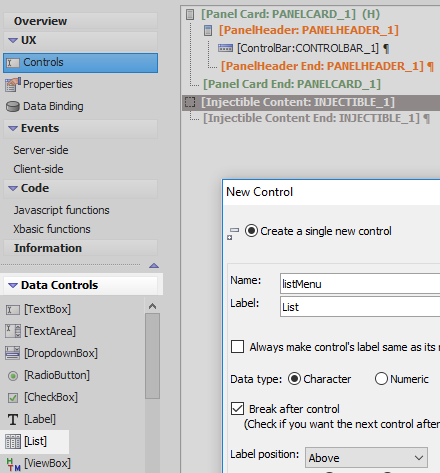 Overview
UX
Controls
Properties
Data Binding
Events
Server-side
Client-side
Code
Javascript functions
Xbasic functions
Information
Data Controls
[TextBox]
[TextArea]
[DropdownBox]
[RadioButton]
[CheckBox]
[Label]
[List]
[ViewBox]
[Panel Card: PANELCARD_1] (H)
[PanelHeader: PANELHEADER_1]
[ControlBar:CONTROLBAR_1] ¶
[PanelHeader End: PANELHEADER_1] ¶
[Panel Card End: PANELCARD_1]
[Injectible Content: INJECTIBLE_1]
[Injectible Content End: INJECTIBLE_1] ¶
New Control
Create a single new control
Name: listMenu
Label: List
Always make control's label same as its
Data type: Character Numeric
Break after control
(Check if you want the next control after
Label position: Above